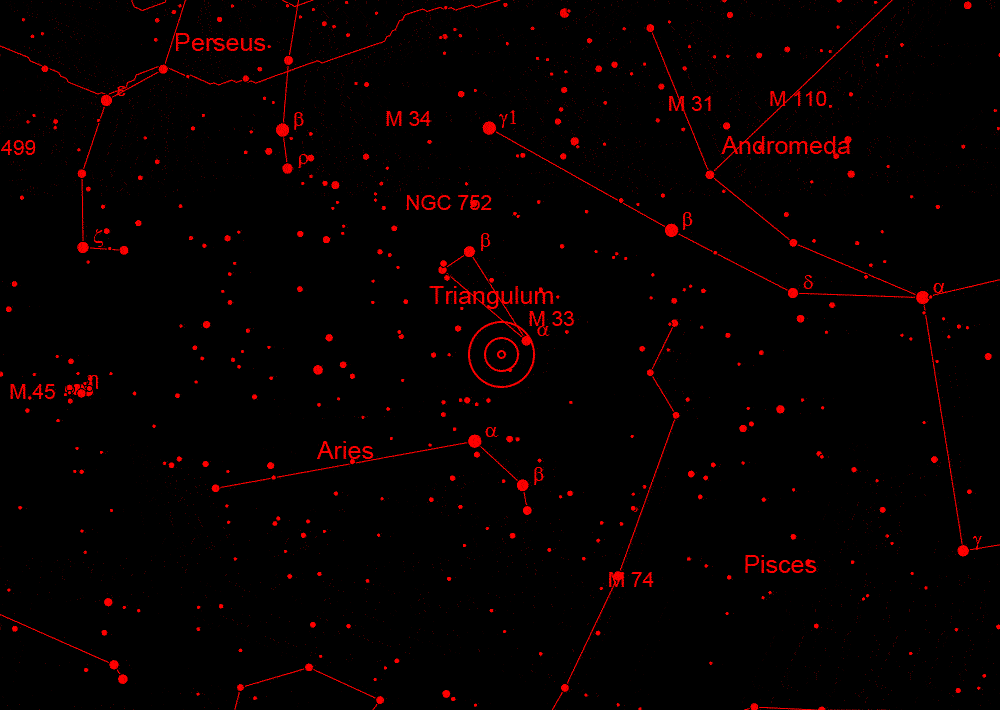 Perseus
ε
β
γ1
M 34
M 31
M 110
499
ρ
Andromeda
NGC 752
β
ζ
β
δ
α
Triangulum
M 33
α
η
M 45
α
Aries
β
γ
Pisces
M 74